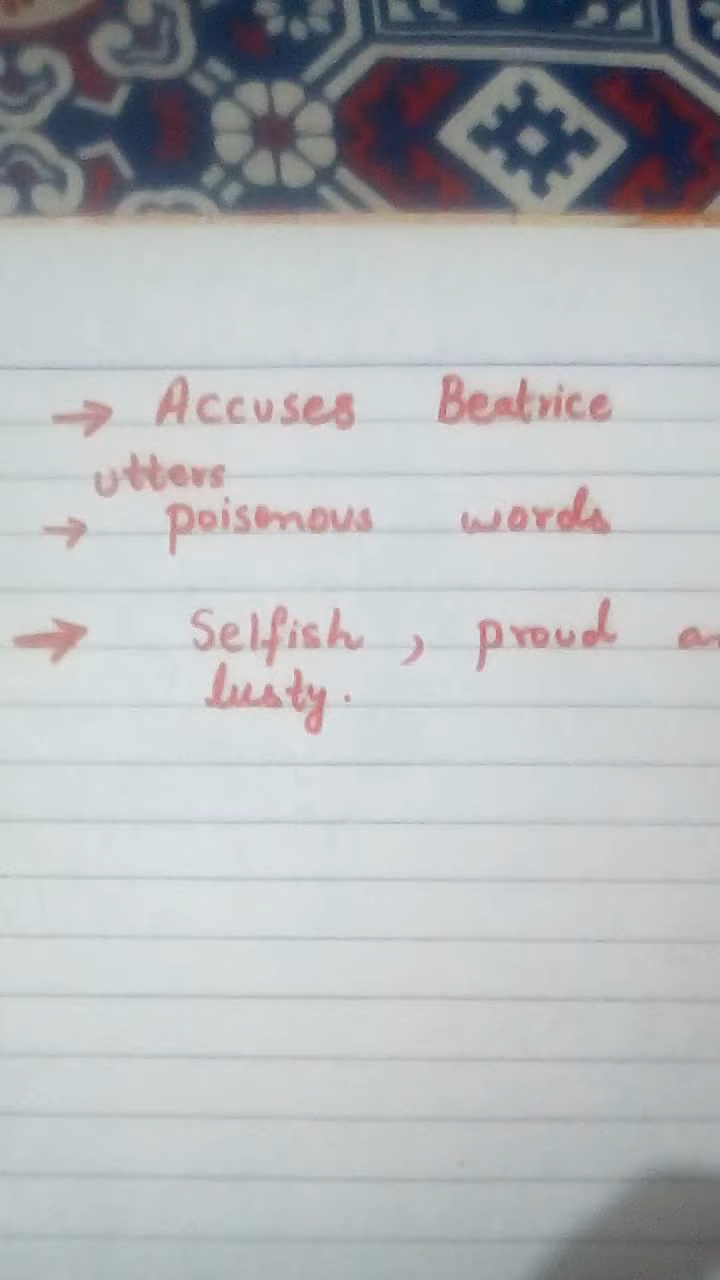 → Accuses Beatrice
utters
→ poisonous words
→ Selfish, proud
lusty.